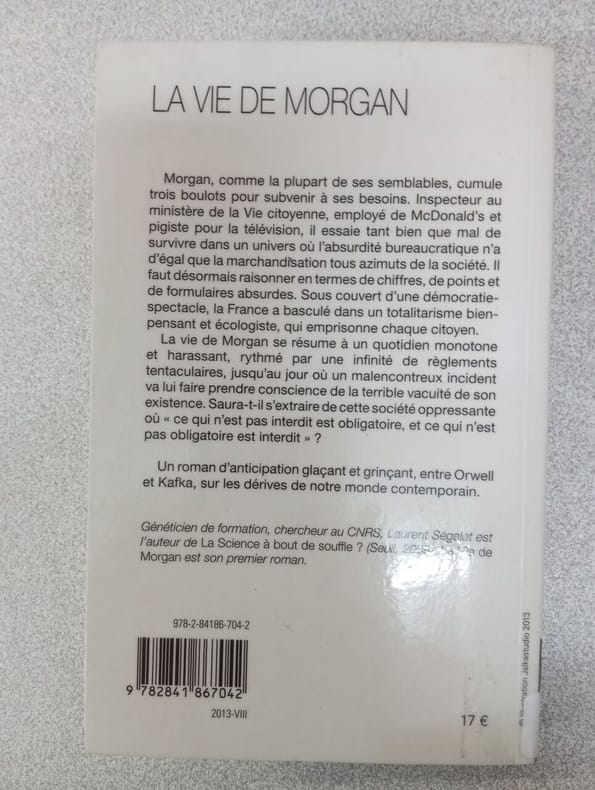 LA VIE DE MORGAN
Morgan, comme la plupart de ses semblables, cumule
trois boulots pour subvenir à ses besoins. Inspecteur au
ministère de la Vie citoyenne, employé de McDonald's et
pigiste pour la télévision, il essaie tant bien que mal de
survivre dans un univers où l'absurdité bureaucratique n'a
d'égal que la marchandisation tous azimuts de la société. Il
faut désormais raisonner en termes de chiffres, de points et
de formulaires absurdes. Sous couvert d'une démocratie-
spectacle, la France a basculé dans un totalitarisme bien-
pensant et écologiste, qui emprisonne chaque citoyen.
La vie de Morgan se résume à un quotidien monotone
et harassant, rythmé par une infinité de règlements
tentaculaires, jusqu'au jour où un malencontreux incident
va lui faire prendre conscience de la terrible vacuité de son
existence. Saura-t-il s'extraire de cette société oppressante
où « ce qui n'est pas interdit est obligatoire, et ce qui n'est
pas obligatoire est interdit » ?
Un roman d'anticipation glaçant et grinçant, entre Orwell
et Kafka, sur les dérives de notre monde contemporain.
Généticien de formation, chercheur au CNRS, Laurent Ségalat est
l'auteur de La Science à bout de souffle ? (Seuil, de
Morgan est son premier roman.
978-2-84186-704-2
9 782841 867042
2013-VIII
17 €
Jalkastudio 2013